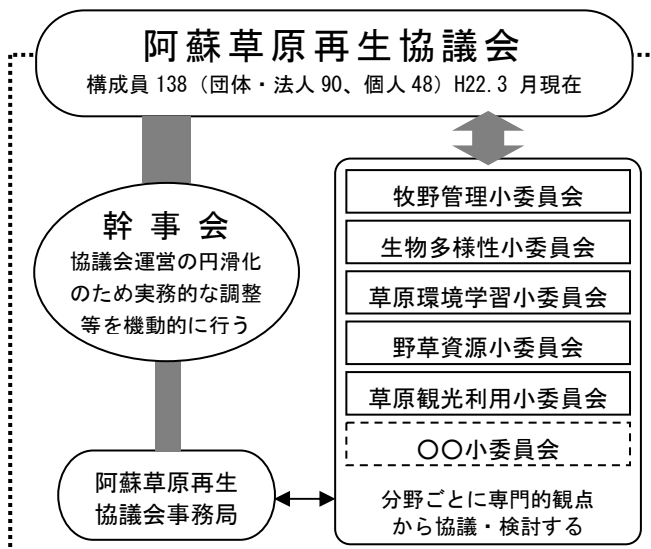 阿蘇草原再生協議会
構成員 138（団体・法人 90、個人 48）H22.3 月現在
幹 事 会
協議会運営の円滑化
のため実務的な調整
等を機動的に行う
阿蘇草原再生
協議会事務局
牧野管理小委員会
生物多様性小委員会
草原環境学習小委員会
野草資源小委員会
草原観光利用小委員会
〇〇小委員会
分野ごとに専門的観点
から協議・検討する